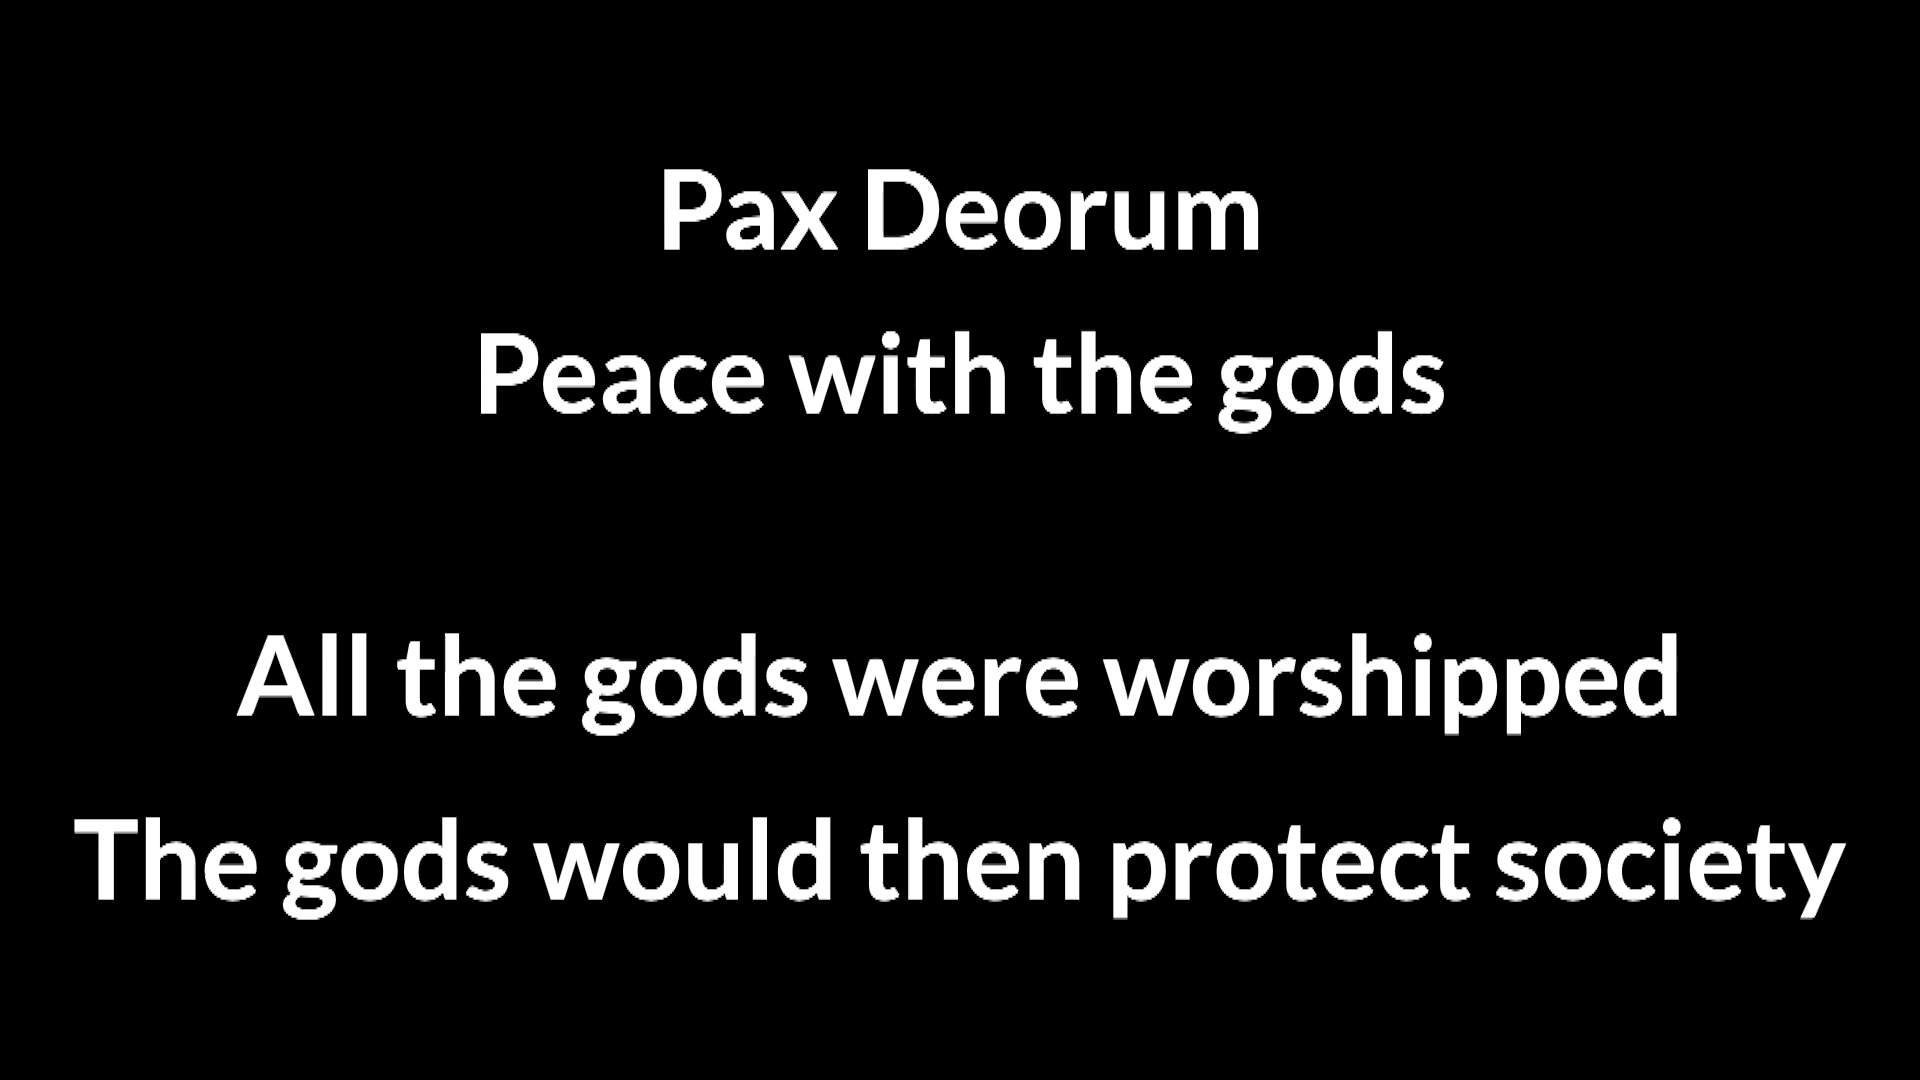 Pax Deorum
Peace with the gods
All the gods were worshipped
The gods would then protect society